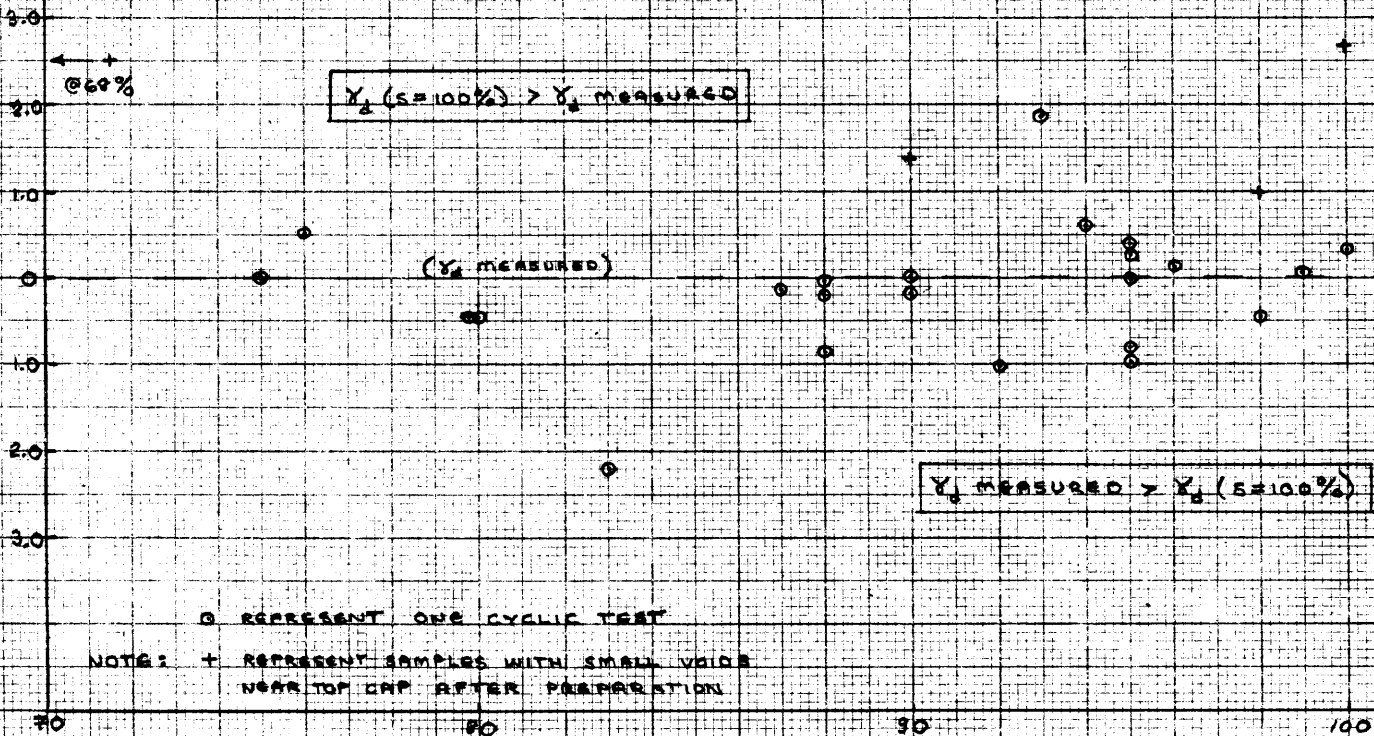 3.0
@68%
2.0
γd (S=100%) > γd MEASURED
1.0
(γd MEASURED)
0
1.0
2.0
γd MEASURED > γd (S=100%)
3.0
⊙ REPRESENT ONE CYCLIC TEST
NOTE: + REPRESENT SAMPLES WITH SMALL VOIDS
NEAR TOP CAP AFTER PREPARATION
70 80 90 100